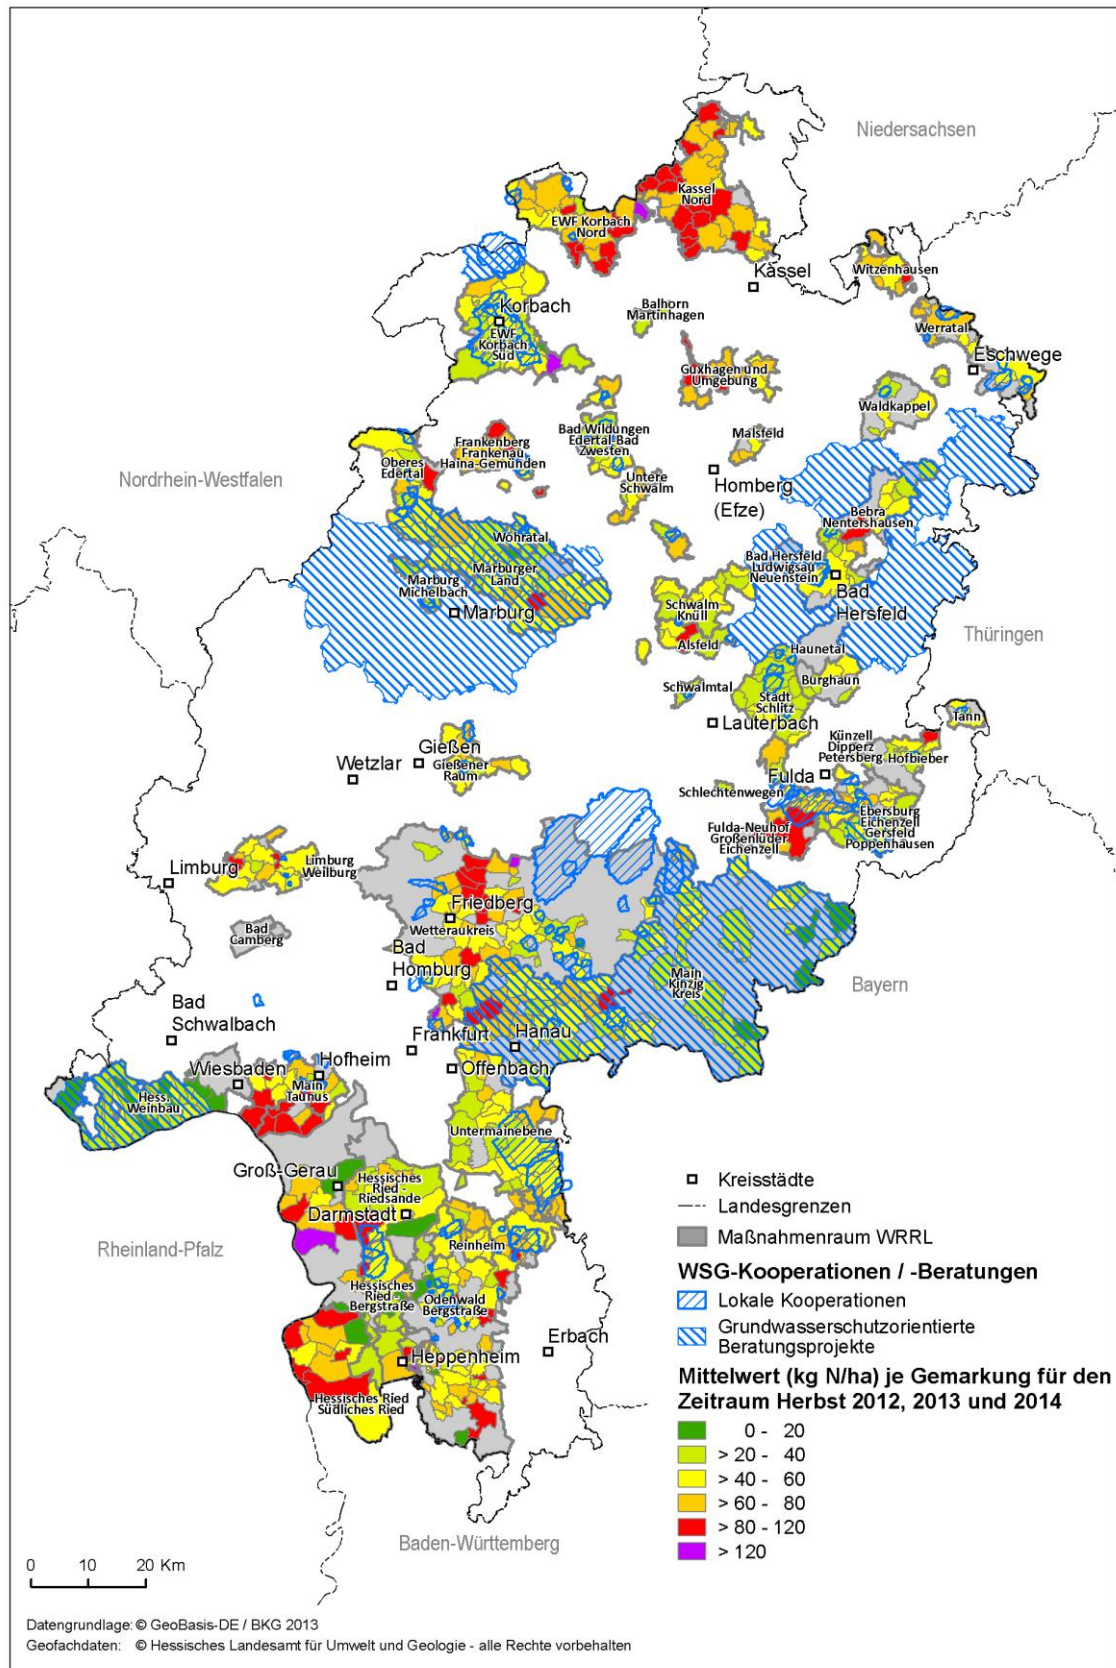 Niedersachsen
Kassel
Nord
EWF Korbach
Nord
Kassel
Witzenhausen
Balhorn
Martinhagen
Werratal
Korbach
EWF
Korbach
Süd
Eschwege
Guxhagen und
Umgebung
Waldkappel
Bad Wildungen
Edertal Bad
Zwesten
Malsfeld
Frankenberg
Frankenau
Haina-Gemünden
Oberes
Edertal
Nordrhein-Westfalen
Untere
Schwalm
Homberg
(Efze)
Bebra
Nentershausen
Wohratal
Bad Hersfeld
Ludwigsau
Neuenstein
Marburger
Land
Marburg
Michelbach
Marburg
Bad
Hersfeld
Schwalm
Knüll
Thüringen
Alsfeld
Haunetal
Burghaun
Schwalmtal
Stadt
Schlitz
Lauterbach
Tann
Künzell
Dipperz
Petersberg
Hofbieber
Gießen
Gießener
Raum
Wetzlar
Fulda
Schlechtenwegen
Ebersburg
Eichenzell
Gersfeld
Poppenhausen
Fulda-Neuhof
Großenlüder
Eichenzell
Limburg
Limburg
Weilburg
Friedberg
Wetteraukreis
Bad
Camberg
Bad
Homburg
Main
Kinzig
Kreis
Bayern
Bad
Schwalbach
Frankfurt
Hanau
Offenbach
Wiesbaden
Hofheim
Main
Taunus
Hess.
Weinbau
Untermainebene
Groß-Gerau
Hessisches
Ried -
Riedsande
Darmstadt
Rheinland-Pfalz
Reinheim
Hessisches
Ried -
Bergstraße
Odenwald
Bergstraße
Erbach
Heppenheim
Hessisches Ried
Südliches Ried
Baden-Württemberg
Kreisstädte
Landesgrenzen
Maßnahmenraum WRRL
WSG-Kooperationen / -Beratungen
Lokale Kooperationen
Grundwasserschutzorientierte
Beratungsprojekte
Mittelwert (kg N/ha) je Gemarkung für den
Zeitraum Herbst 2012, 2013 und 2014
0 - 20
> 20 - 40
> 40 - 60
> 60 - 80
> 80 - 120
> 120
0 10 20 Km
Datengrundlage: © GeoBasis-DE / BKG 2013
Geofachdaten: © Hessisches Landesamt für Umwelt und Geologie - alle Rechte vorbehalten